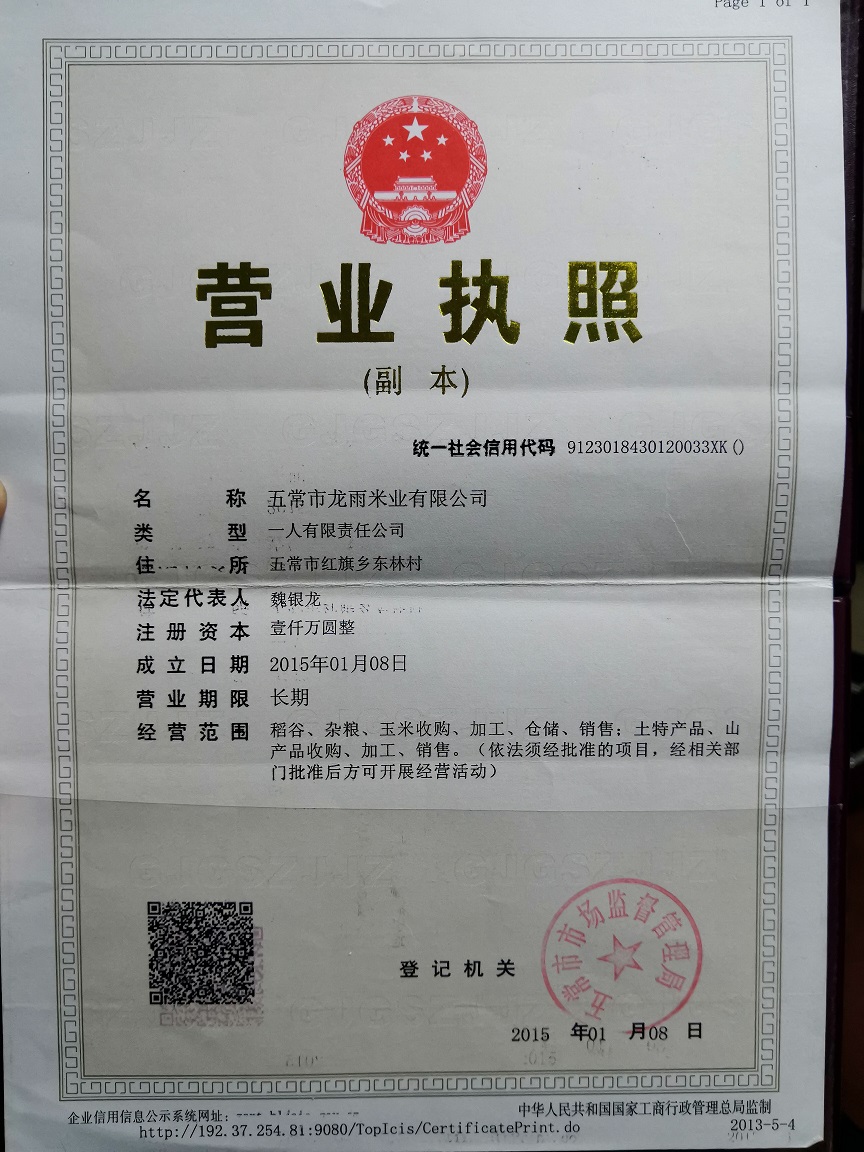 Page 1 of 1
营业执照
(副 本)
统一社会信用代码 9123018430120033XK()
名称 五常市龙雨米业有限公司
类型 一人有限责任公司
住所 五常市红旗乡东林村
法定代表人 魏银龙
注册资本 壹仟万圆整
成立日期 2015年01月08日
营业期限 长期
经营范围 稻谷、杂粮、玉米收购、加工、仓储、销售；土特产品、山
产品收购、加工、销售。（依法须经批准的项目，经相关部
门批准后方可开展经营活动）
五常市市场监督管理局
登记机关
2015 年01 月08 日
企业信用信息公示系统网址：
中华人民共和国国家工商行政管理总局监制
http://192.37.254.81:9080/TopIcis/CertificatePrint.do
2013-5-4